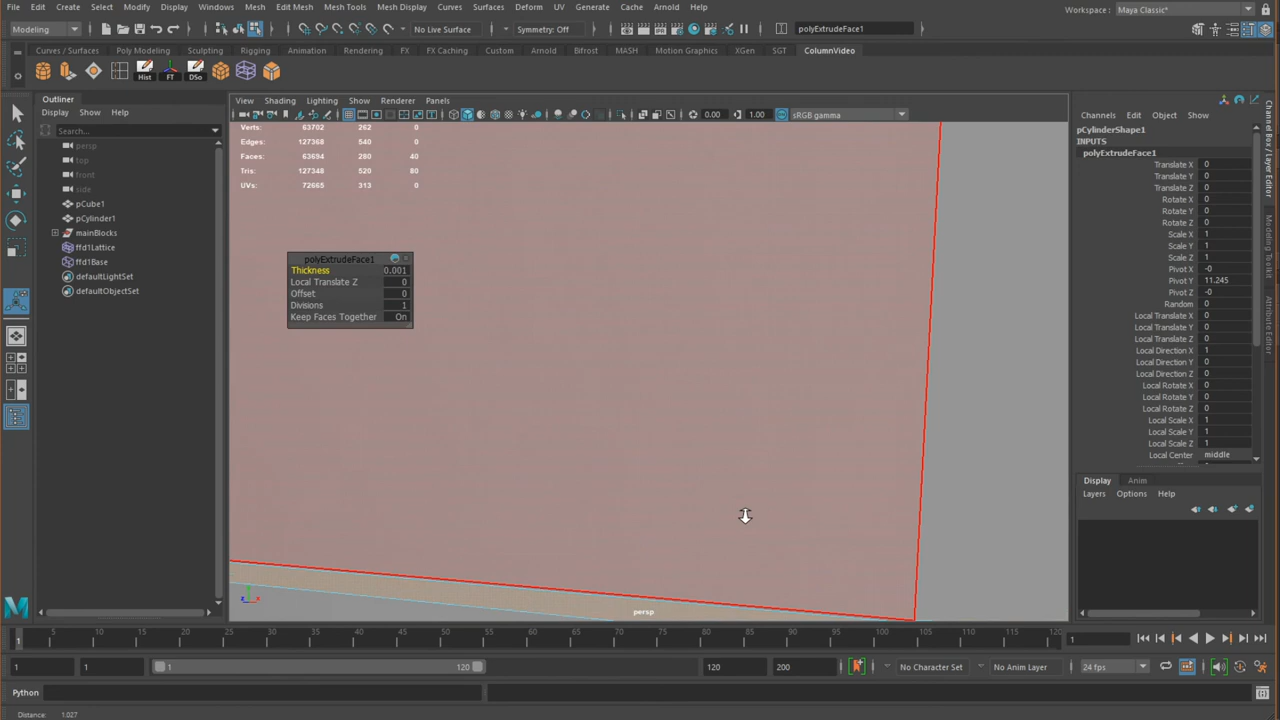 File Edit Create Select Modify Display Windows Mesh Edit Mesh Mesh Tools Mesh Display Curves Surfaces Deform UV Generate Cache Arnold Help Workspace : Maya Classic*
Modeling No Live Surface Symmetry: Off polyExtrudeFace1
Curves / Surfaces Poly Modeling Sculpting Rigging Animation Rendering FX FX Caching Custom Arnold Bifrost MASH Motion Graphics XGen SGT ColumnVideo
Hist FT DSo
Outliner
Display Show Help
Search...
persp
top
front
side
pCube1
pCylinder1
mainBlocks
ffd1Lattice
ffd1Base
defaultLightSet
defaultObjectSet
View Shading Lighting Show Renderer Panels
0.00 1.00 sRGB gamma
Verts: 63702 262 0
Edges: 127368 540 0
Faces: 63694 280 40
Tris: 127348 520 80
UVs: 72665 313 0
polyExtrudeFace1
Thickness 0.001
Local Translate Z 0
Offset 0
Divisions 1
Keep Faces Together On
persp
Channels Edit Object Show
pCylinderShape1
INPUTS
polyExtrudeFace1
Translate X 0
Translate Y 0
Translate Z 0
Rotate X 0
Rotate Y 0
Rotate Z 0
Scale X 1
Scale Y 1
Scale Z 1
Pivot X -0
Pivot Y 11.245
Pivot Z -0
Random 0
Local Translate X 0
Local Translate Y 0
Local Translate Z 0
Local Direction X 1
Local Direction Y 0
Local Direction Z 0
Local Rotate X 0
Local Rotate Y 0
Local Rotate Z 0
Local Scale X 1
Local Scale Y 1
Local Scale Z 1
Local Center middle
Display Anim
Layers Options Help
Channel Box / Layer Editor
Modeling Toolkit
Attribute Editor
1 5 10 15 20 25 30 35 40 45 50 55 60 65 70 75 80 85 90 95 100 105 110 115 120 1
1 1 1 120 120 200 No Character Set No Anim Layer 24 fps
Python
Distance: 1.027